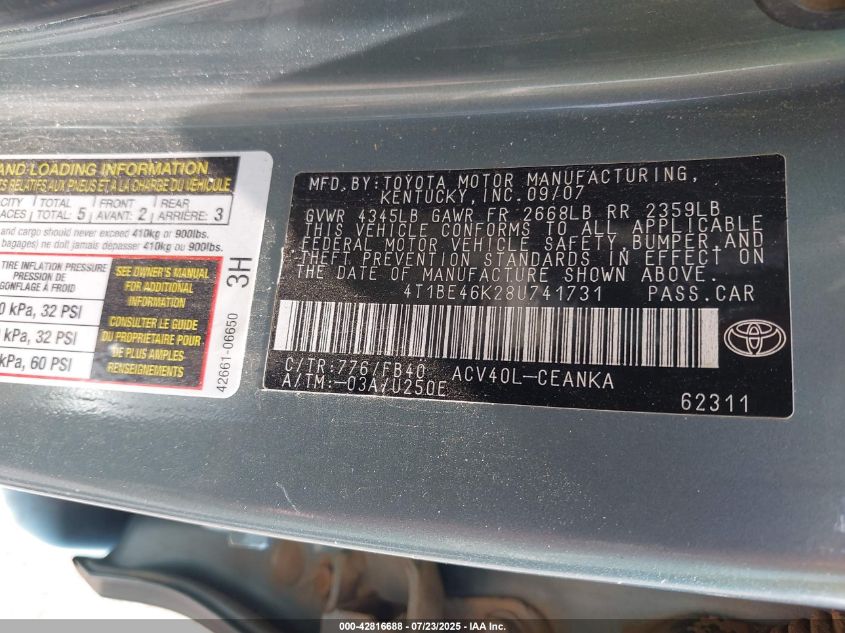 AND LOADING INFORMATION
RELATIFS AUX PNEUS ET À LA CHARGE DU VÉHICULE
TOTAL FRONT REAR
TOTAL: 5 AVANT: 2 ARRIÈRE: 3
and cargo should never exceed 410kg or 900lbs.
bagages) ne doit jamais dépasser 410kg ou 900lbs.
TIRE INFLATION PRESSURE
PRESSION DE
GONFLAGE À FROID
kPa, 32 PSI
kPa, 32 PSI
kPa, 60 PSI
SEE OWNER'S MANUAL
FOR ADDITIONAL
INFORMATION
CONSULTER LE GUIDE
DU PROPRIÉTAIRE POUR
DE PLUS AMPLES
RENSEIGNEMENTS
3H
42661-06650
MFD. BY: TOYOTA MOTOR MANUFACTURING,
KENTUCKY, INC. 09/07
GVWR 4345LB GAWR FR 2668LB RR 2359LB
THIS VEHICLE CONFORMS TO ALL APPLICABLE
FEDERAL MOTOR VEHICLE SAFETY, BUMPER, AND
THEFT PREVENTION STANDARDS IN EFFECT ON
THE DATE OF MANUFACTURE SHOWN ABOVE.
4T1BE46K28U741731 PASS. CAR
C/TR: 776/FB40 ACV40L-CEANKA
A/TM: -03A/U250E
62311
TOYOTA
000-42816688 - 07/23/2025 - IAA Inc.